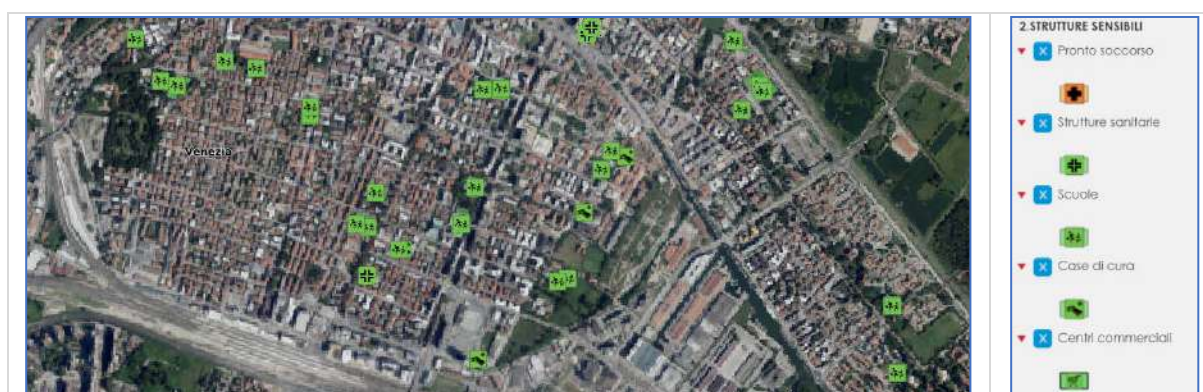 Venezia
2.STRUTTURE SENSIBILI
Pronto soccorso
Strutture sanitarie
Scuole
Case di cura
Centri commerciali